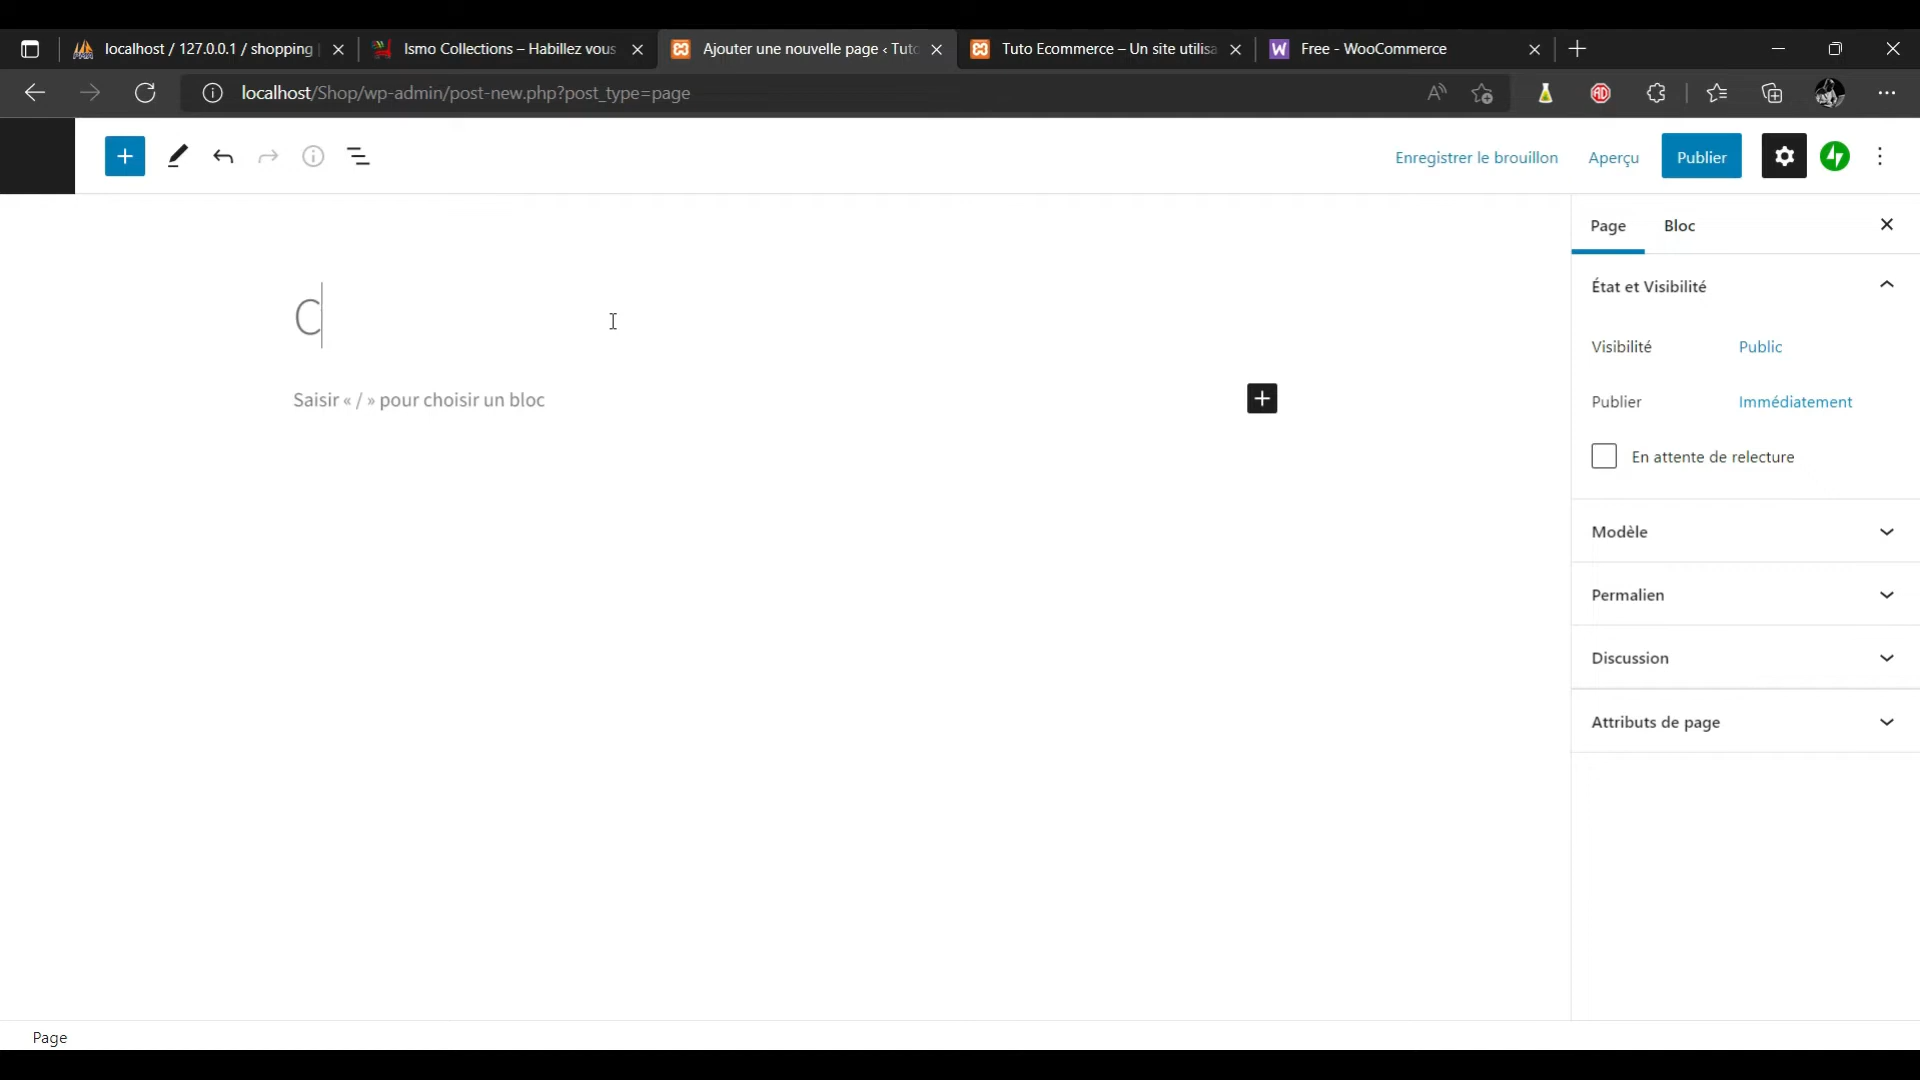 localhost / 127.0.0.1 / shopping
Ismo Collections – Habillez vous
Ajouter une nouvelle page ‹ Tuto
Tuto Ecommerce – Un site utilisa
Free - WooCommerce
localhost/Shop/wp-admin/post-new.php?post_type=page
Enregistrer le brouillon
Aperçu
Publier
Page
Bloc
État et Visibilité
C
Visibilité
Public
Saisir « / » pour choisir un bloc
Publier
Immédiatement
En attente de relecture
Modèle
Permalien
Discussion
Attributs de page
Page